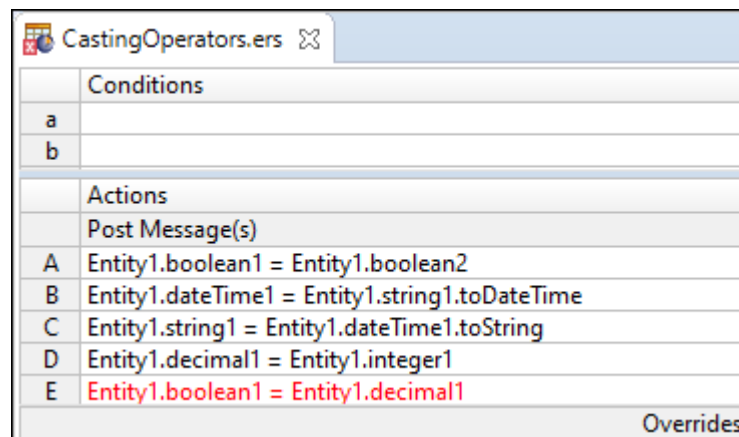 CastingOperators.ers
Conditions
a
b
Actions
Post Message(s)
A Entity1.boolean1 = Entity1.boolean2
B Entity1.dateTime1 = Entity1.string1.toDateTime
C Entity1.string1 = Entity1.dateTime1.toString
D Entity1.decimal1 = Entity1.integer1
E Entity1.boolean1 = Entity1.decimal1
Overrides